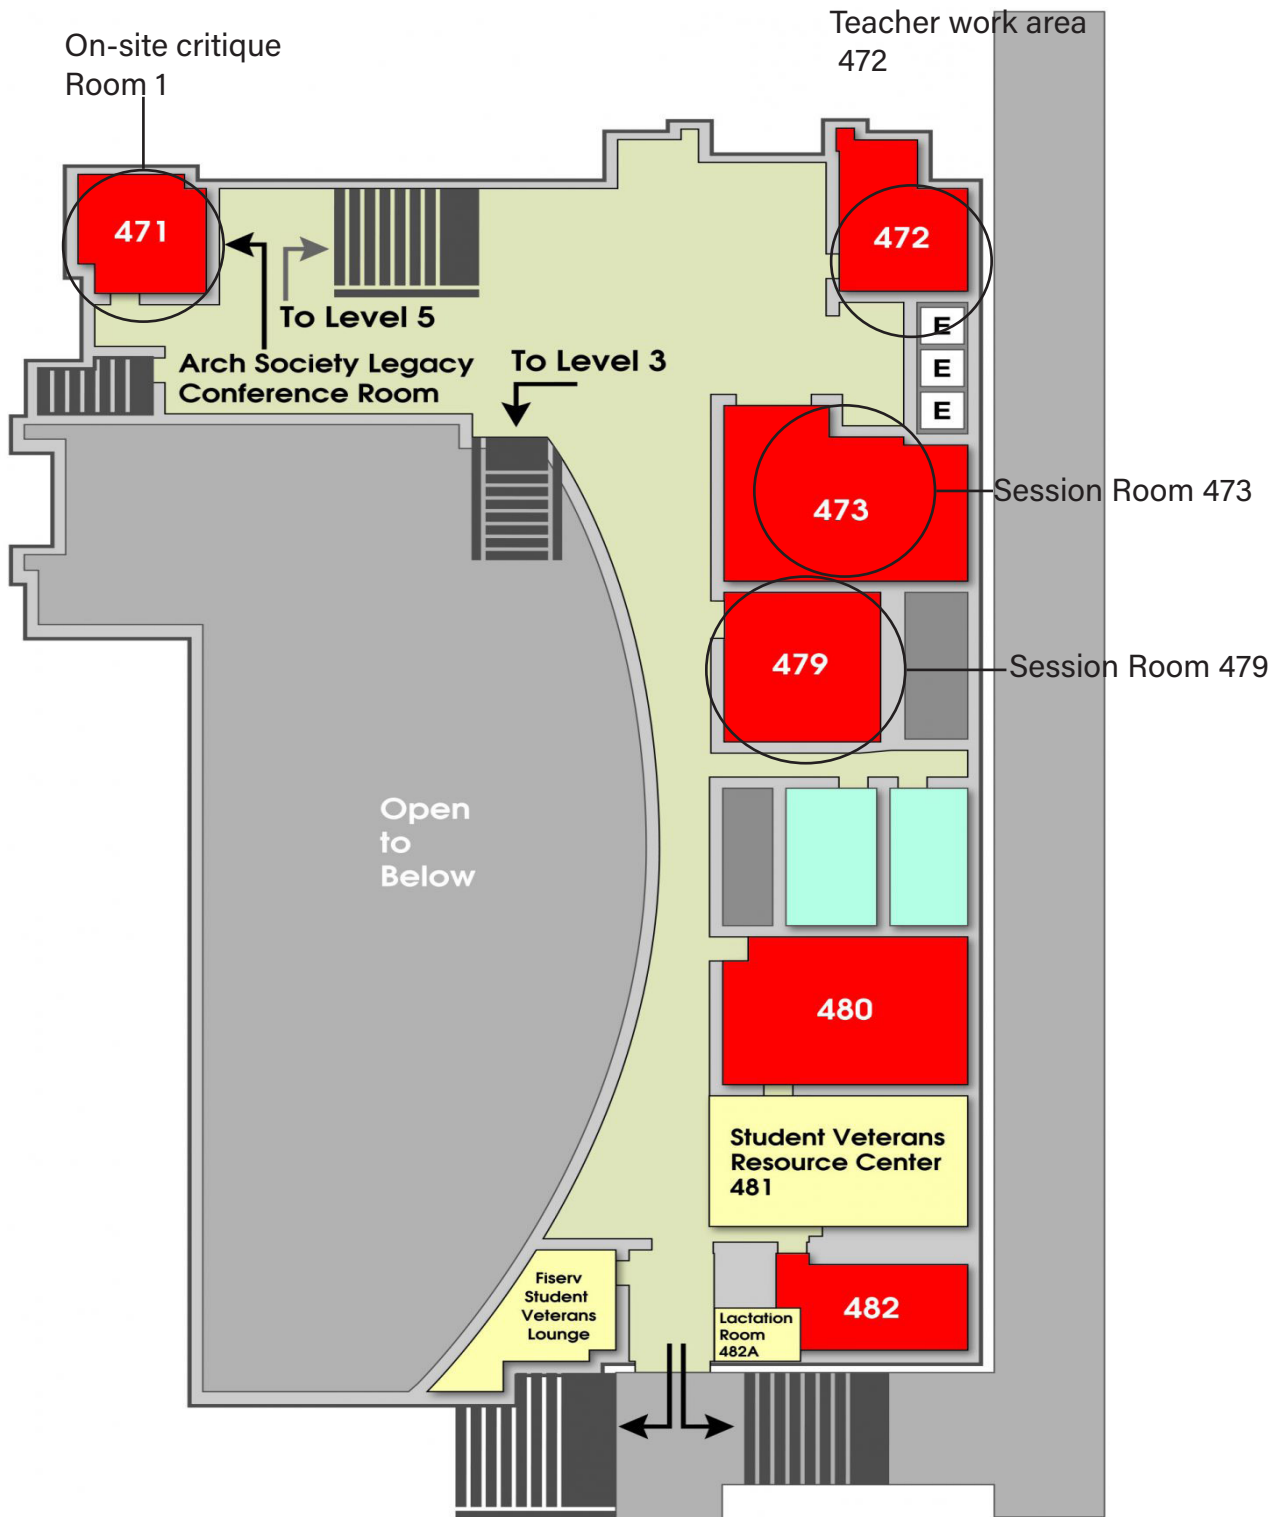 On-site critique
Room 1
Teacher work area
472
471
472
To Level 5
E
E
E
Arch Society Legacy
Conference Room
To Level 3
473
Session Room 473
479
Session Room 479
Open
to
Below
480
Student Veterans
Resource Center
481
Fiserv
Student
Veterans
Lounge
482
Lactation
Room
482A